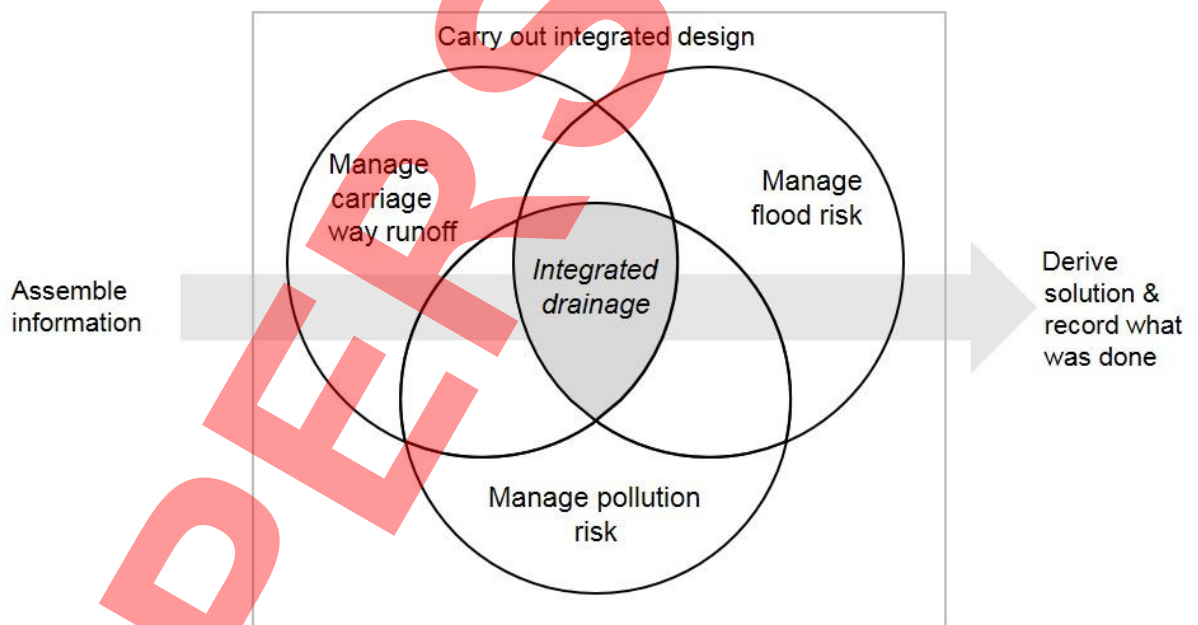 Carry out integrated design
Manage
carriage
way runoff
Manage
flood risk
Integrated
drainage
Assemble
information
Derive
solution &
record what
was done
Manage pollution
risk